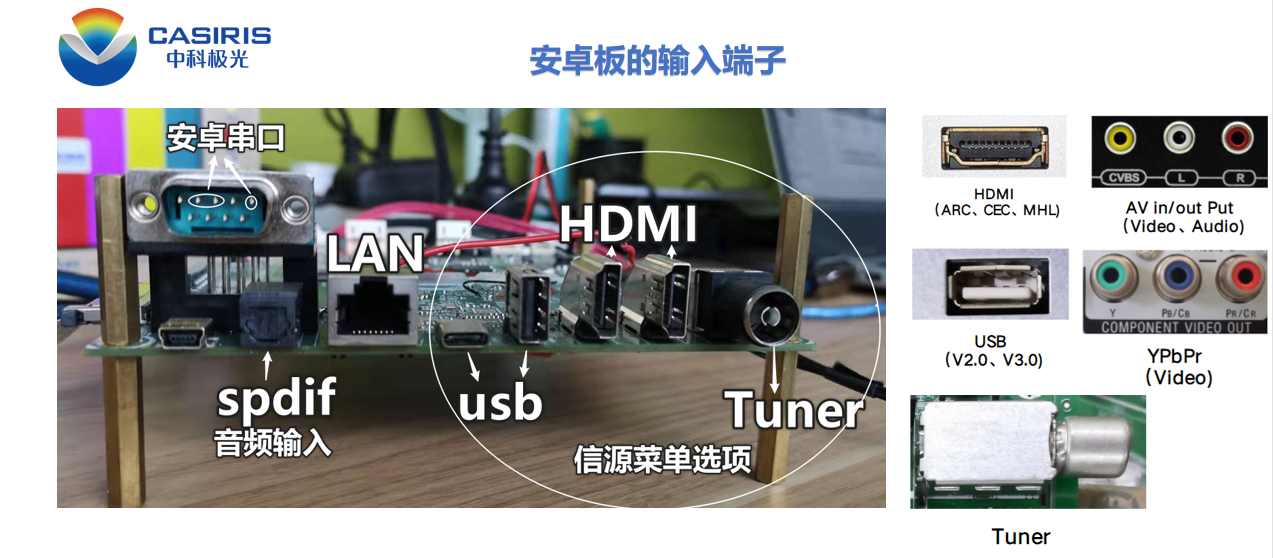 CASIRIS
中科极光
安卓板的输入端子
安卓串口
LAN
HDMI
spdif
音频输入
usb
Tuner
信源菜单选项
HDMI
(ARC、CEC、MHL)
CVBS L R
AV in/out Put
(Video、Audio)
USB
(V2.0、V3.0)
Y PB/CB PR/CR
COMPONENT VIDEO OUT
YPbPr
(Video)
Tuner